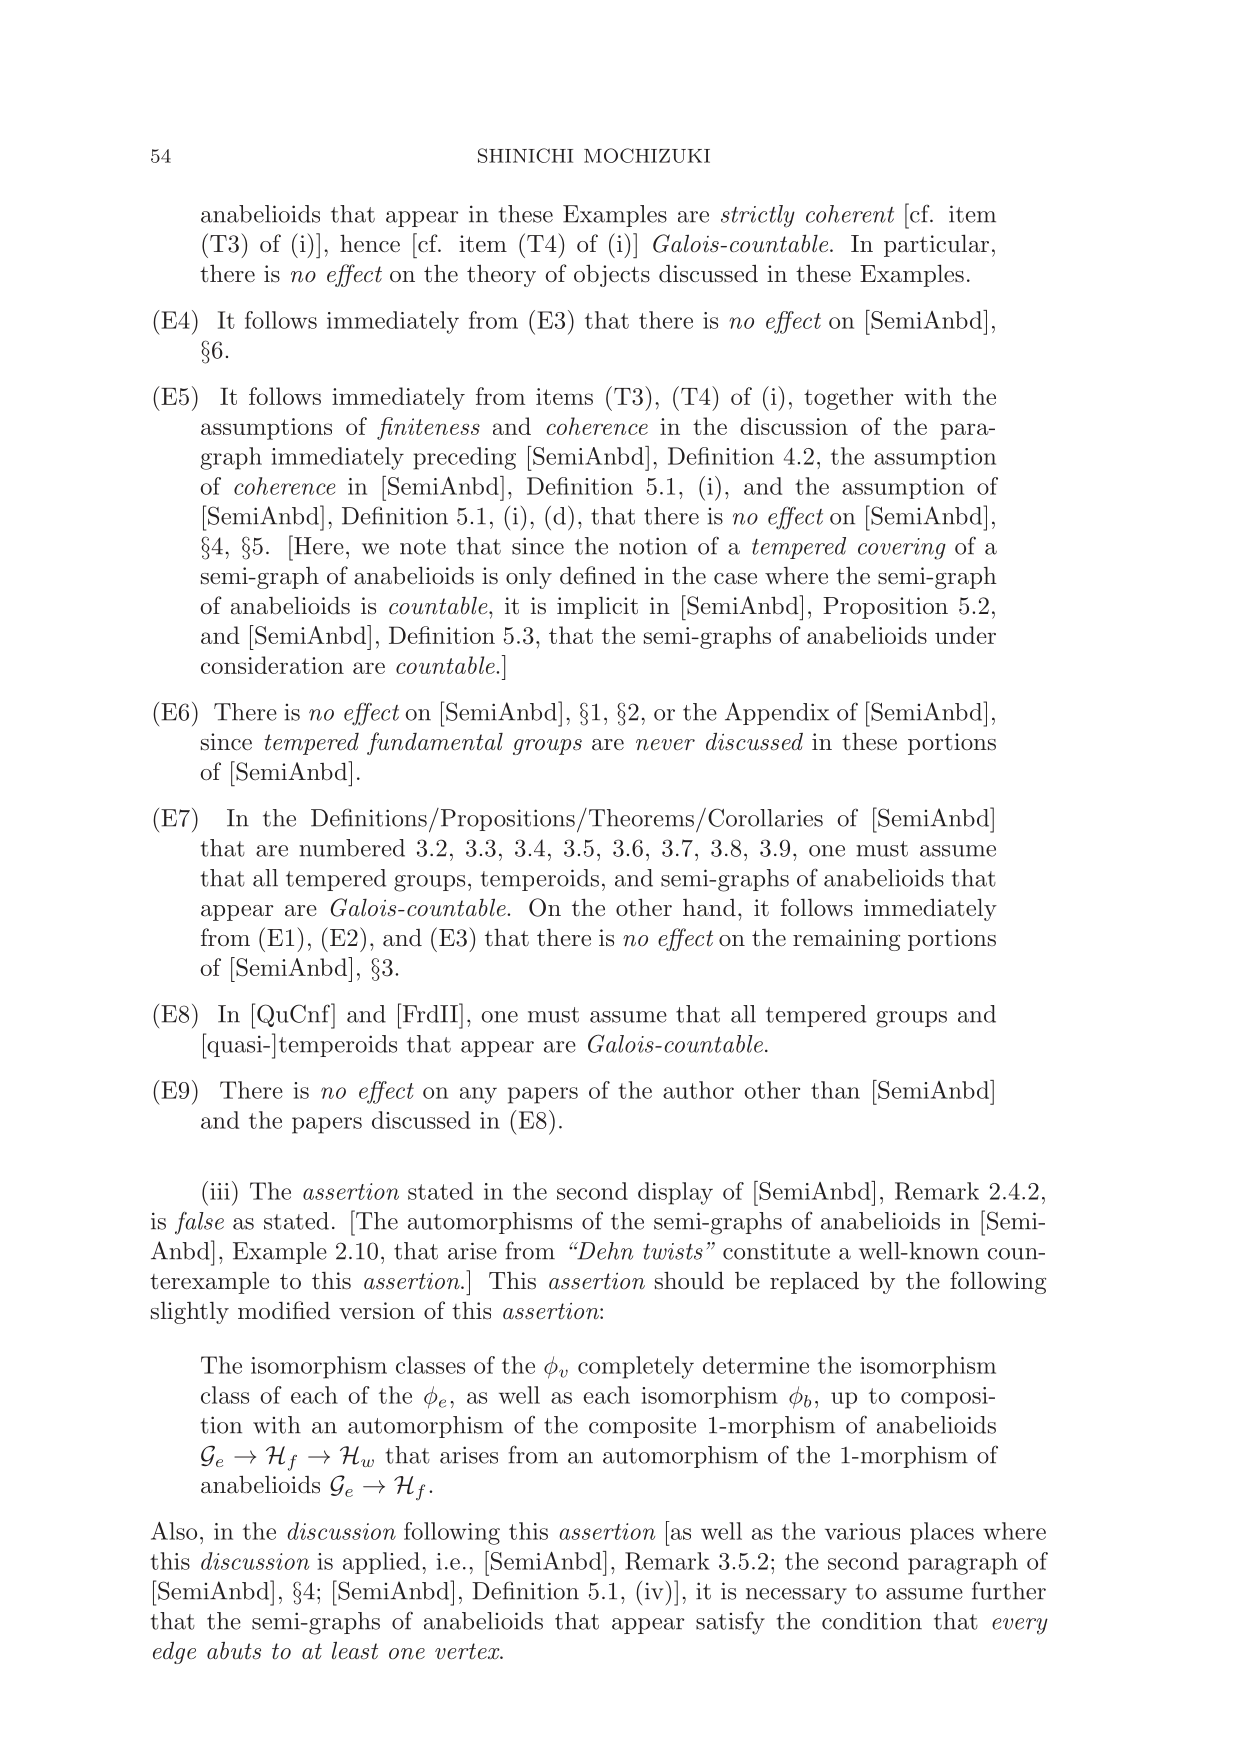 54
SHINICHI MOCHIZUKI
anabelioids that appear in these Examples are strictly coherent [cf. item
(T3) of (i)], hence [cf. item (T4) of (i)] Galois-countable. In particular,
there is no effect on the theory of objects discussed in these Examples.
(E4) It follows immediately from (E3) that there is no effect on [SemiAnbd],
§6.
(E5) It follows immediately from items (T3), (T4) of (i), together with the
assumptions of finiteness and coherence in the discussion of the para-
graph immediately preceding [SemiAnbd], Definition 4.2, the assumption
of coherence in [SemiAnbd], Definition 5.1, (i), and the assumption of
[SemiAnbd], Definition 5.1, (i), (d), that there is no effect on [SemiAnbd],
§4, §5. [Here, we note that since the notion of a tempered covering of a
semi-graph of anabelioids is only defined in the case where the semi-graph
of anabelioids is countable, it is implicit in [SemiAnbd], Proposition 5.2,
and [SemiAnbd], Definition 5.3, that the semi-graphs of anabelioids under
consideration are countable.]
(E6) There is no effect on [SemiAnbd], §1, §2, or the Appendix of [SemiAnbd],
since tempered fundamental groups are never discussed in these portions
of [SemiAnbd].
(E7) In the Definitions/Propositions/Theorems/Corollaries of [SemiAnbd]
that are numbered 3.2, 3.3, 3.4, 3.5, 3.6, 3.7, 3.8, 3.9, one must assume
that all tempered groups, temperoids, and semi-graphs of anabelioids that
appear are Galois-countable. On the other hand, it follows immediately
from (E1), (E2), and (E3) that there is no effect on the remaining portions
of [SemiAnbd], §3.
(E8) In [QuCnf] and [FrdII], one must assume that all tempered groups and
[quasi-]temperoids that appear are Galois-countable.
(E9) There is no effect on any papers of the author other than [SemiAnbd]
and the papers discussed in (E8).
(iii) The assertion stated in the second display of [SemiAnbd], Remark 2.4.2,
is false as stated. [The automorphisms of the semi-graphs of anabelioids in [Semi-
Anbd], Example 2.10, that arise from “Dehn twists” constitute a well-known coun-
terexample to this assertion.] This assertion should be replaced by the following
slightly modified version of this assertion:
The isomorphism classes of the ϕ_v completely determine the isomorphism
class of each of the ϕ_e, as well as each isomorphism ϕ_b, up to composi-
tion with an automorphism of the composite 1-morphism of anabelioids
𝒢_e → ℋ_f → ℋ_w that arises from an automorphism of the 1-morphism of
anabelioids 𝒢_e → ℋ_f.
Also, in the discussion following this assertion [as well as the various places where
this discussion is applied, i.e., [SemiAnbd], Remark 3.5.2; the second paragraph of
[SemiAnbd], §4; [SemiAnbd], Definition 5.1, (iv)], it is necessary to assume further
that the semi-graphs of anabelioids that appear satisfy the condition that every
edge abuts to at least one vertex.